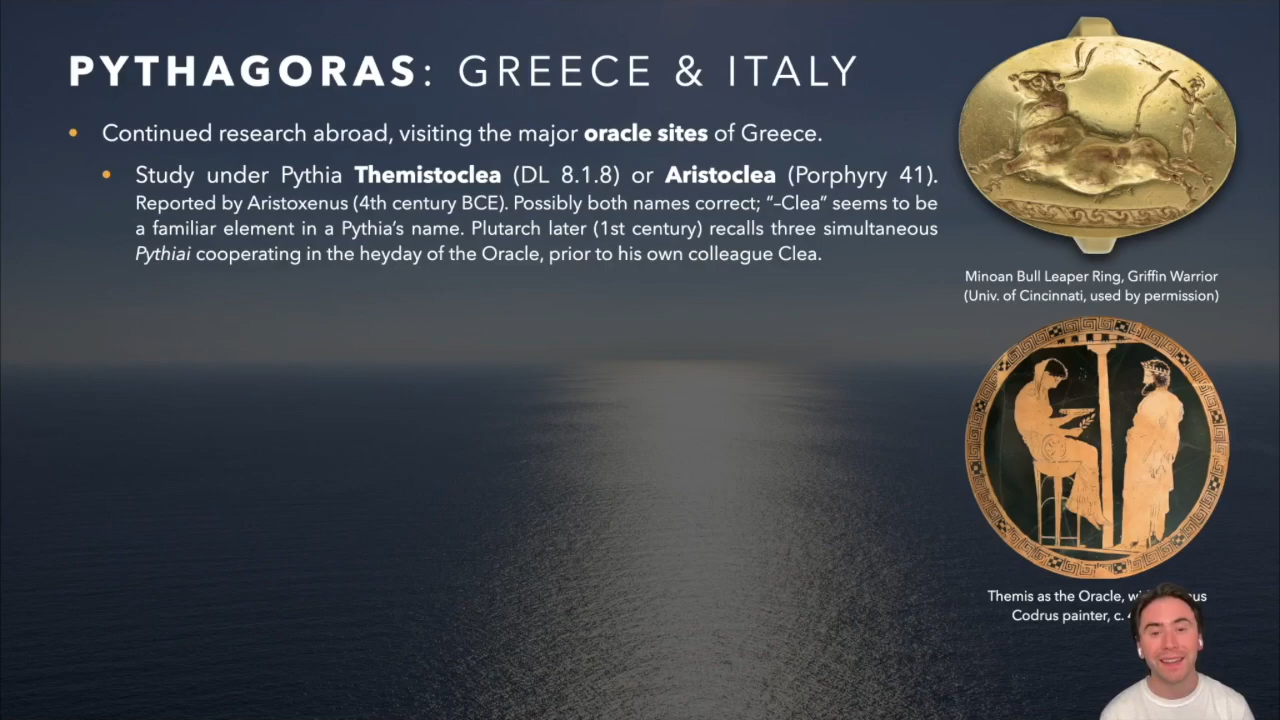 PYTHAGORAS: GREECE & ITALY
• Continued research abroad, visiting the major oracle sites of Greece.
• Study under Pythia Themistoclea (DL 8.1.8) or Aristoclea (Porphyry 41).
Reported by Aristoxenus (4th century BCE). Possibly both names correct; “–Clea” seems to be
a familiar element in a Pythia’s name. Plutarch later (1st century) recalls three simultaneous
Pythiai cooperating in the heyday of the Oracle, prior to his own colleague Clea.
Minoan Bull Leaper Ring, Griffin Warrior
(Univ. of Cincinnati, used by permission)
Themis as the Oracle,
Codrus painter, c.